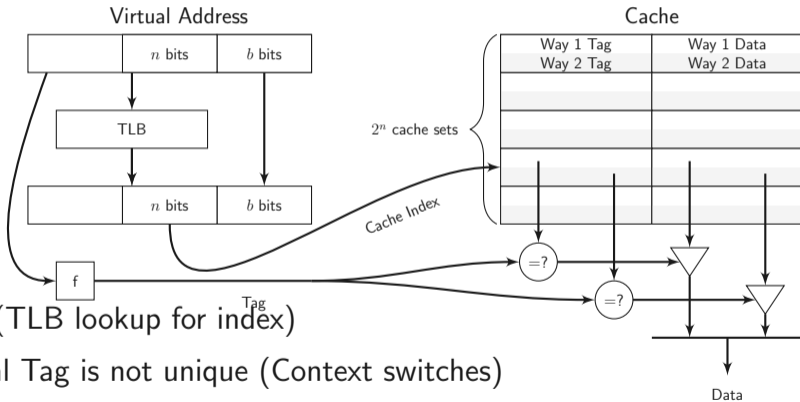 Virtual Address
Cache
n bits
b bits
Way 1 Tag
Way 2 Tag
Way 1 Data
Way 2 Data
TLB
2ⁿ cache sets
n bits
b bits
Cache Index
f
=?
=?
Tag
(TLB lookup for index)
Tag is not unique (Context switches)
Data